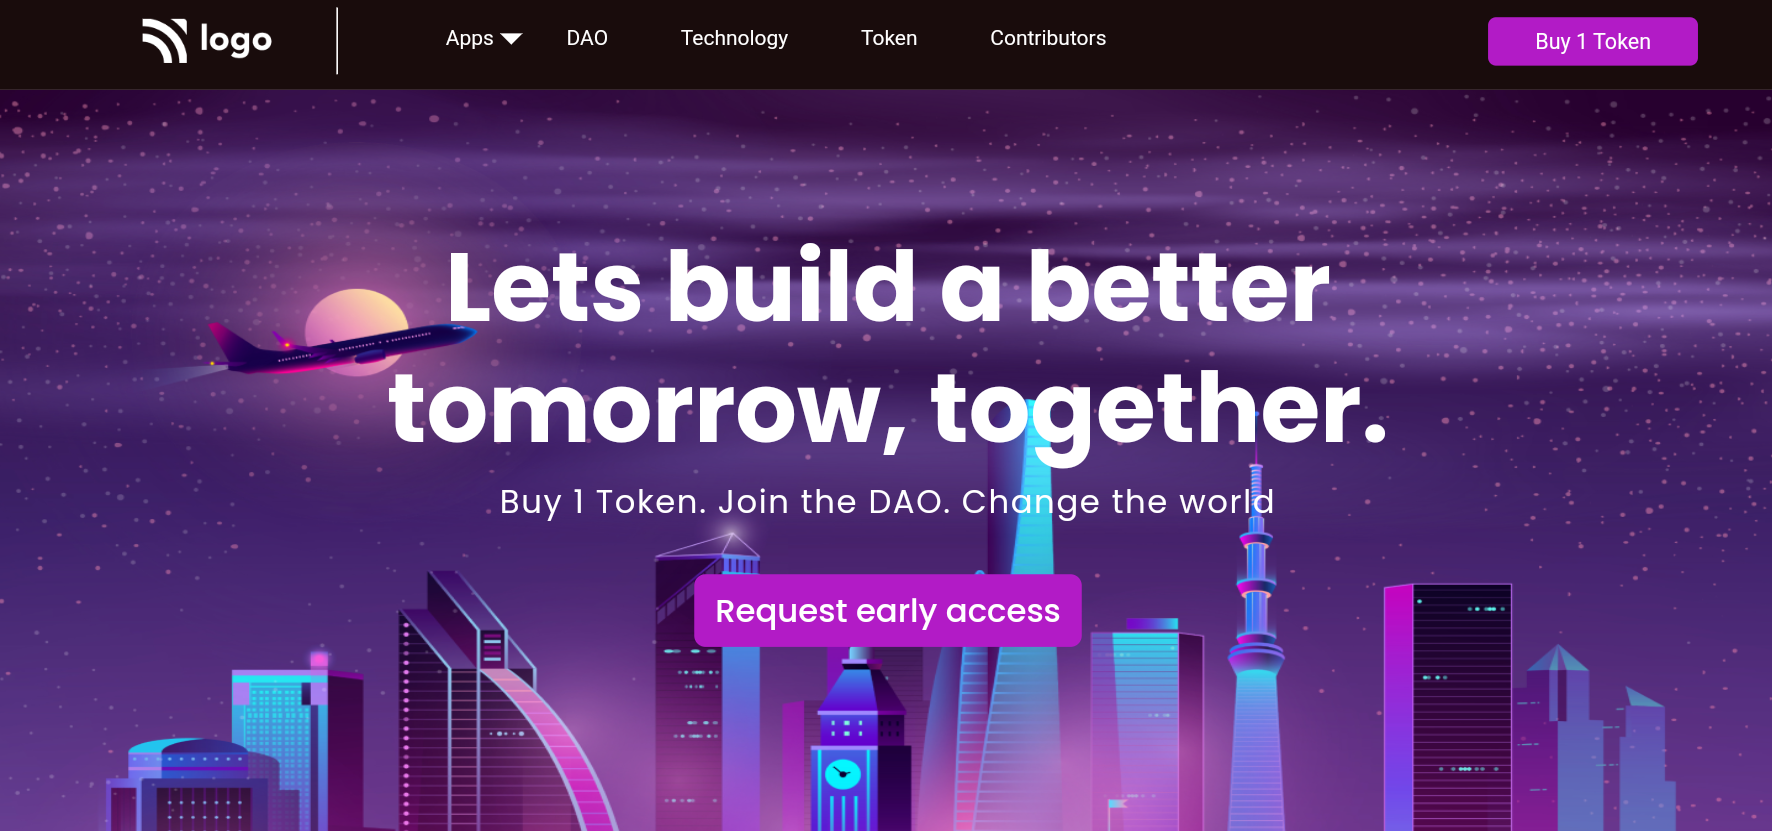 logo
Apps DAO Technology Token Contributors
Buy 1 Token
Lets build a better
tomorrow, together.
Buy 1 Token. Join the DAO. Change the world
Request early access